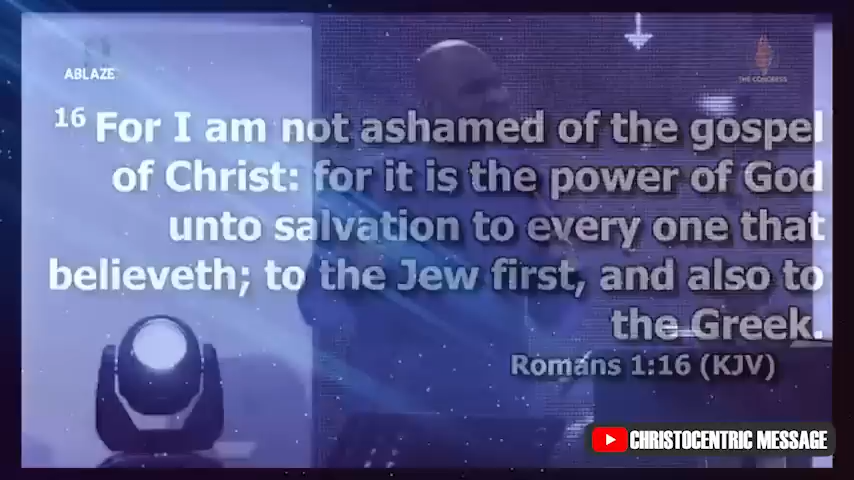 ABLAZE
THE CONGRESS
16 For I am not ashamed of the gospel
of Christ: for it is the power of God
unto salvation to every one that
believeth; to the Jew first, and also to
the Greek.
Romans 1:16 (KJV)
CHRISTOCENTRIC MESSAGE